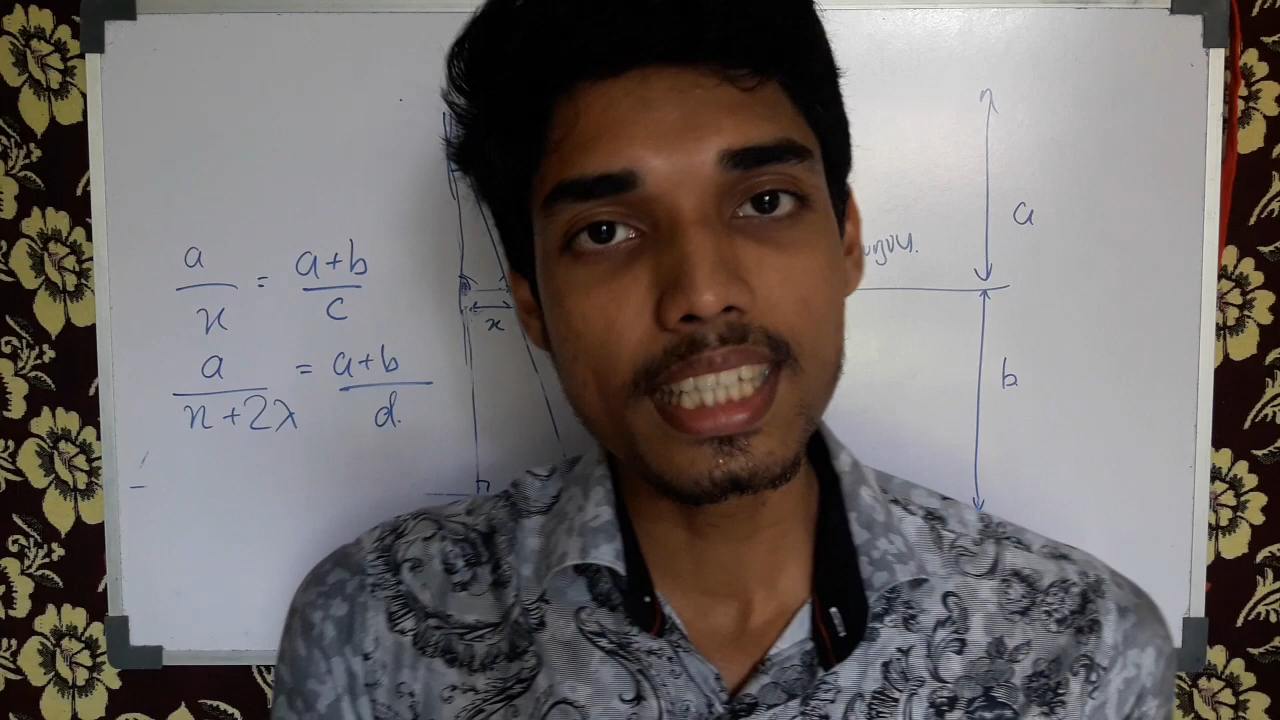 a/x = a+b/c
a/x+2λ = a+b/d.
x
a
b